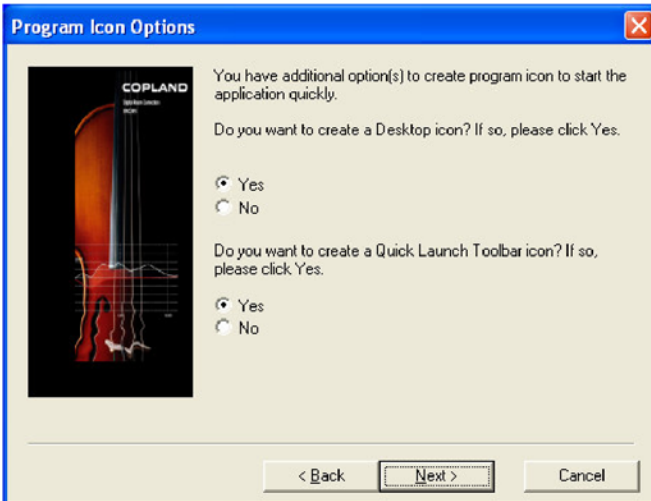 Program Icon Options
COPLAND
You have additional option(s) to create program icon to start the
application quickly.
Do you want to create a Desktop icon? If so, please click Yes.
Yes
No
Do you want to create a Quick Launch Toolbar icon? If so,
please click Yes.
Yes
No
< Back
Next >
Cancel